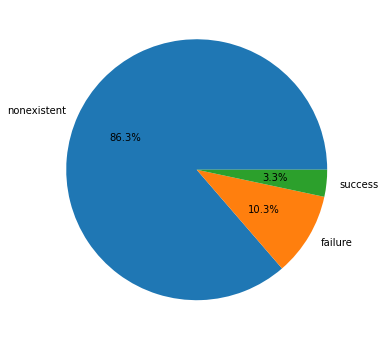 nonexistent
86.3%
3.3%
success
10.3%
failure